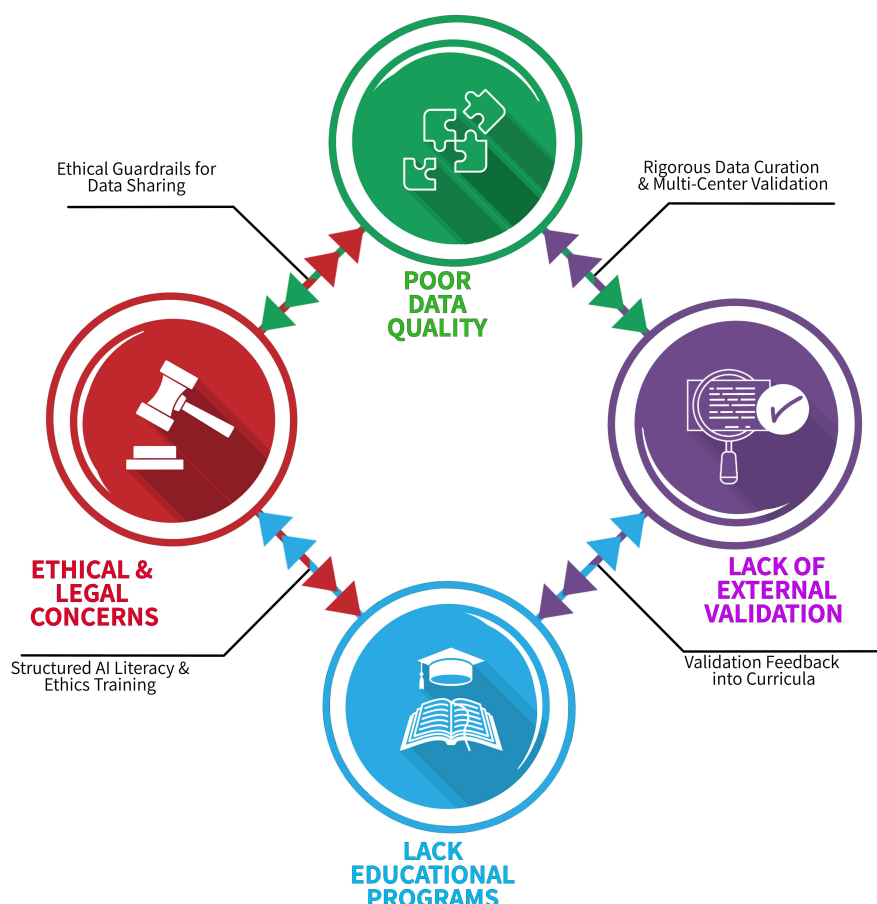 Ethical Guardrails for
Data Sharing
Rigorous Data Curation
& Multi-Center Validation
POOR
DATA
QUALITY
ETHICAL &
LEGAL
CONCERNS
LACK OF
EXTERNAL
VALIDATION
Structured AI Literacy &
Ethics Training
Validation Feedback
into Curricula
LACK
EDUCATIONAL
PROGRAMS